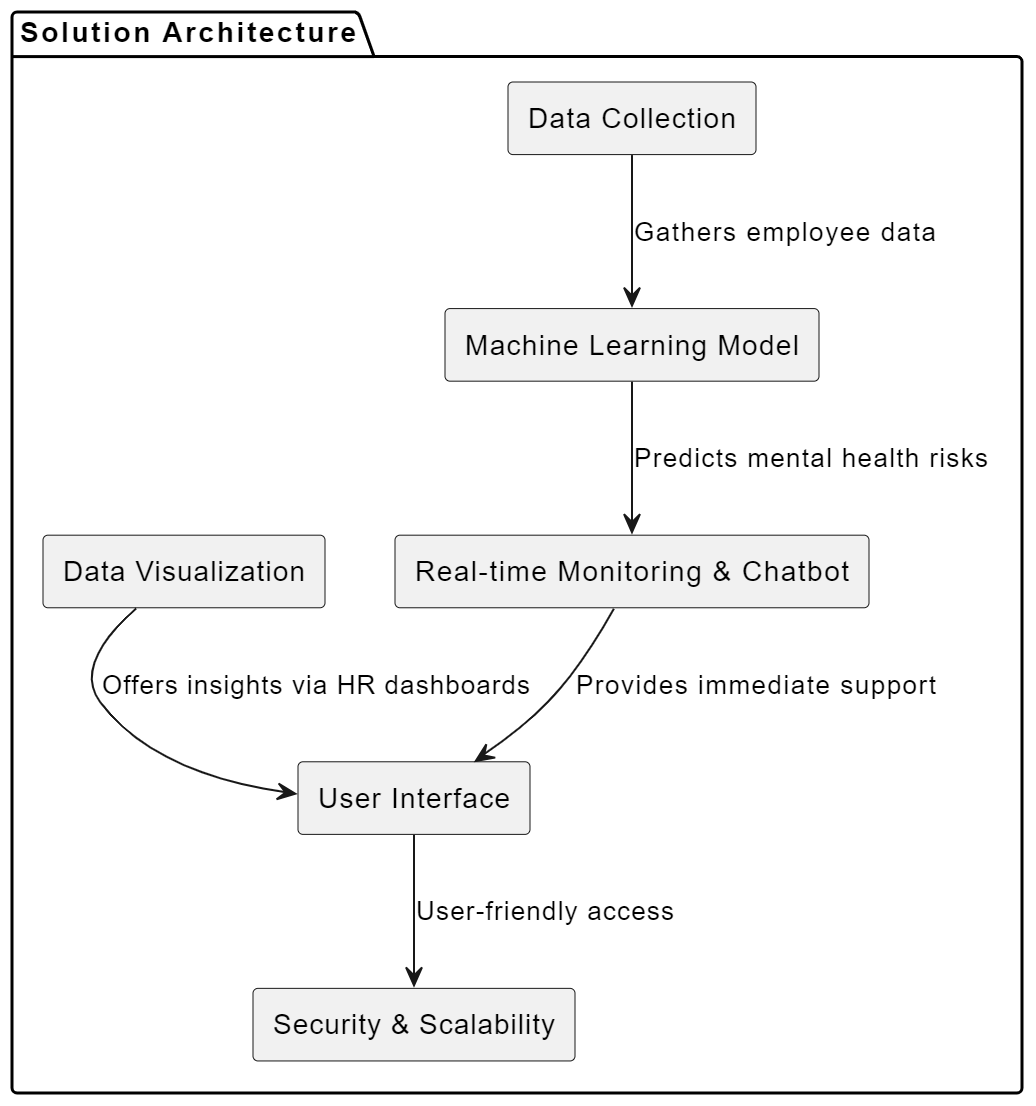 Solution Architecture
Data Collection
Gathers employee data
Machine Learning Model
Predicts mental health risks
Data Visualization
Real-time Monitoring & Chatbot
Offers insights via HR dashboards
Provides immediate support
User Interface
User-friendly access
Security & Scalability